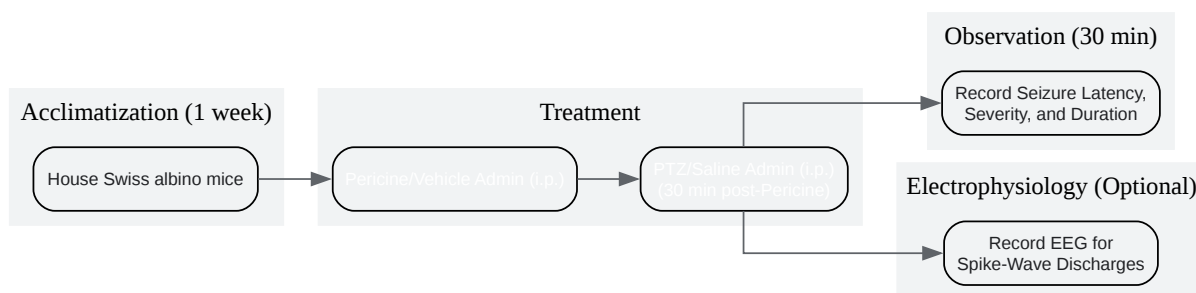 Acclimatization (1 week)
House Swiss albino mice
Treatment
Pericine/Vehicle Admin (i.p.)
PTZ/Saline Admin (i.p.)
(30 min post-Pericine)
Observation (30 min)
Record Seizure Latency,
Severity, and Duration
Electrophysiology (Optional)
Record EEG for
Spike-Wave Discharges